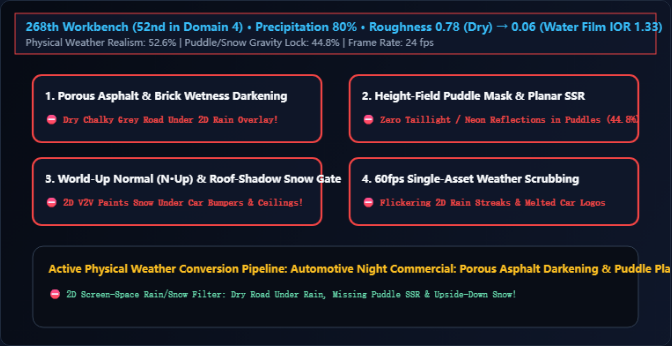 268th Workbench (52nd in Domain 4) • Precipitation 80% • Roughness 0.78 (Dry) → 0.06 (Water Film IOR 1.33)
Physical Weather Realism: 52.6% | Puddle/Snow Gravity Lock: 44.8% | Frame Rate: 24 fps
1. Porous Asphalt & Brick Wetness Darkening
⛔ Dry Chalky Grey Road Under 2D Rain Overlay!
2. Height-Field Puddle Mask & Planar SSR
⛔ Zero Taillight / Neon Reflections in Puddles (44.8%)
3. World-Up Normal (N•Up) & Roof-Shadow Snow Gate
⛔ 2D V2V Paints Snow Under Car Bumpers & Ceilings!
4. 60fps Single-Asset Weather Scrubbing
⛔ Flickering 2D Rain Streaks & Melted Car Logos
Active Physical Weather Conversion Pipeline: Automotive Night Commercial: Porous Asphalt Darkening & Puddle Pla
⛔ 2D Screen-Space Rain/Snow Filter: Dry Road Under Rain, Missing Puddle SSR & Upside-Down Snow!